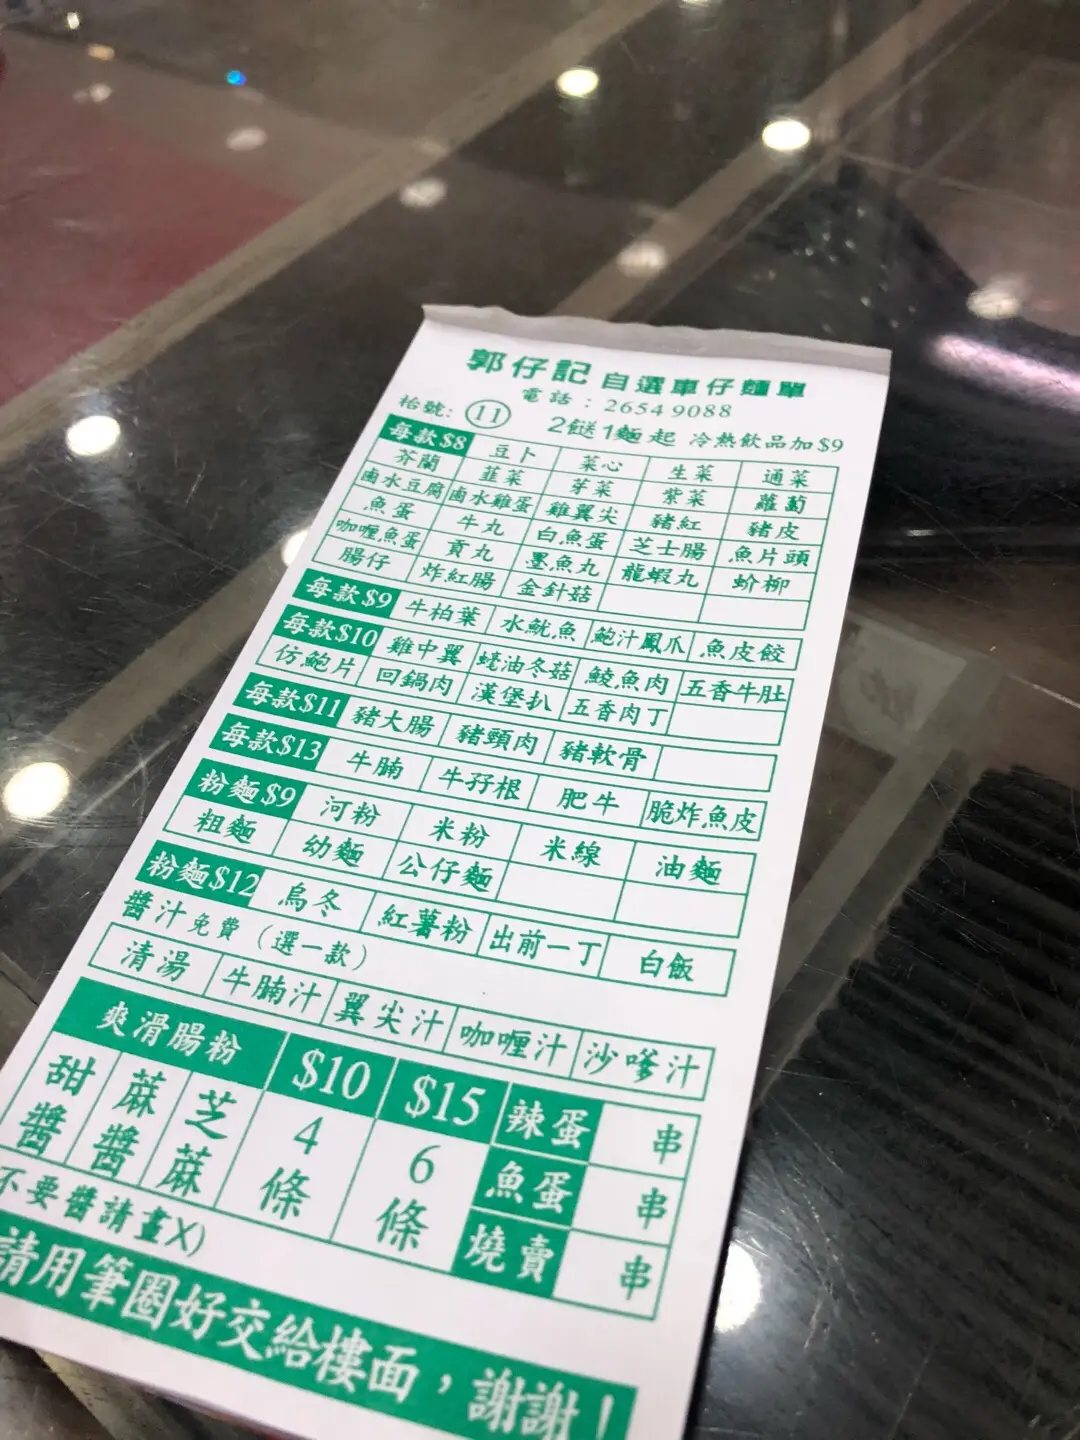 郭仔記 自選車仔麵單
電話：2654 9088
枱號: 11 2餸1麵起 冷熱飲品加$9
每款$8 豆卜 菜心 生菜 通菜
芥蘭 韮菜 芽菜 紫菜 蘿蔔
鹵水豆腐 鹵水雞蛋 雞翼尖 豬紅 豬皮
魚蛋 牛丸 白魚蛋 芝士腸 魚片頭
咖喱魚蛋 貢丸 墨魚丸 龍蝦丸 蚧柳
腸仔 炸紅腸 金針菇
每款$9 牛柏葉 水魷魚 鮑汁鳳爪 魚皮餃
每款$10 雞中翼 蠔油冬菇 鯪魚肉 五香牛肚
仿鮑片 回鍋肉 漢堡扒 五香肉丁
每款$11 豬大腸 豬頸肉 豬軟骨
每款$13 牛腩 牛孖根 肥牛 脆炸魚皮
粉麵$9 河粉 米粉 米線 油麵
粗麵 幼麵 公仔麵
粉麵$12 烏冬 紅薯粉 出前一丁 白飯
醬汁免費（選一款）
清湯 牛腩汁 翼尖汁 咖喱汁 沙嗲汁
爽滑腸粉 $10 $15 辣蛋 串
甜醬 蔴醬 芝蔴 4條 6條 魚蛋 串
燒賣 串
不要醬請畫X)
請用筆圈好交給樓面，謝謝！